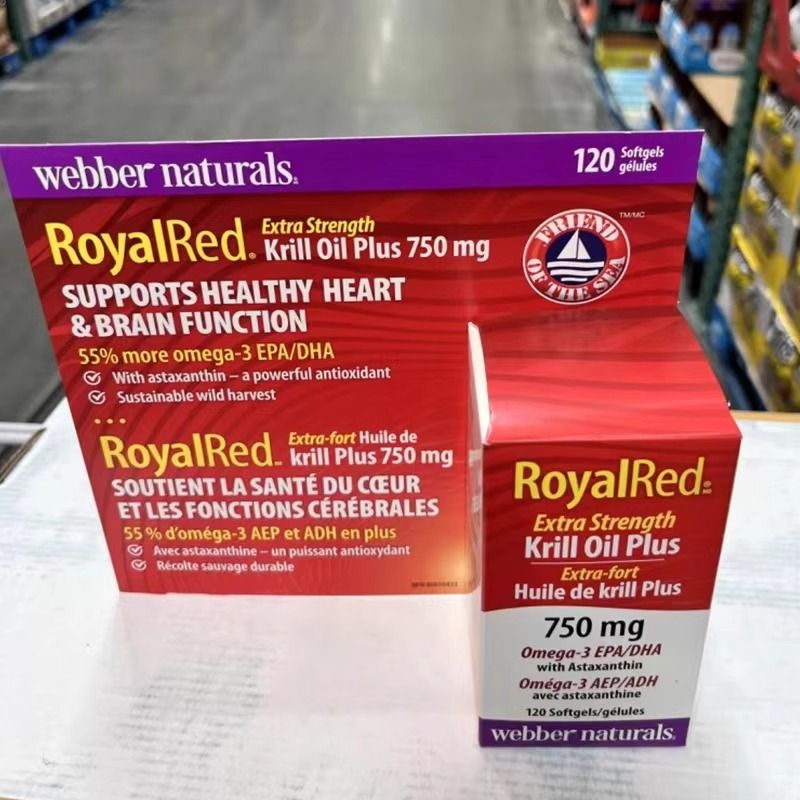 webber naturals®
120 Softgels
gélules
RoyalRed® Extra Strength
Krill Oil Plus 750 mg
FRIEND
OF THE SEA
TM/MC
SUPPORTS HEALTHY HEART
& BRAIN FUNCTION
55% more omega-3 EPA/DHA
With astaxanthin – a powerful antioxidant
Sustainable wild harvest
RoyalRed Extra-fort Huile de
krill Plus 750 mg
SOUTIENT LA SANTÉ DU CŒUR
ET LES FONCTIONS CÉRÉBRALES
55 % d'oméga-3 AEP et ADH en plus
Avec astaxanthine – un puissant antioxydant
Récolte sauvage durable
RoyalRed®
Extra Strength
Krill Oil Plus
Extra-fort
Huile de krill Plus
750 mg
Omega-3 EPA/DHA
with Astaxanthin
Oméga-3 AEP/ADH
avec astaxanthine
120 Softgels/gélules
webber naturals®